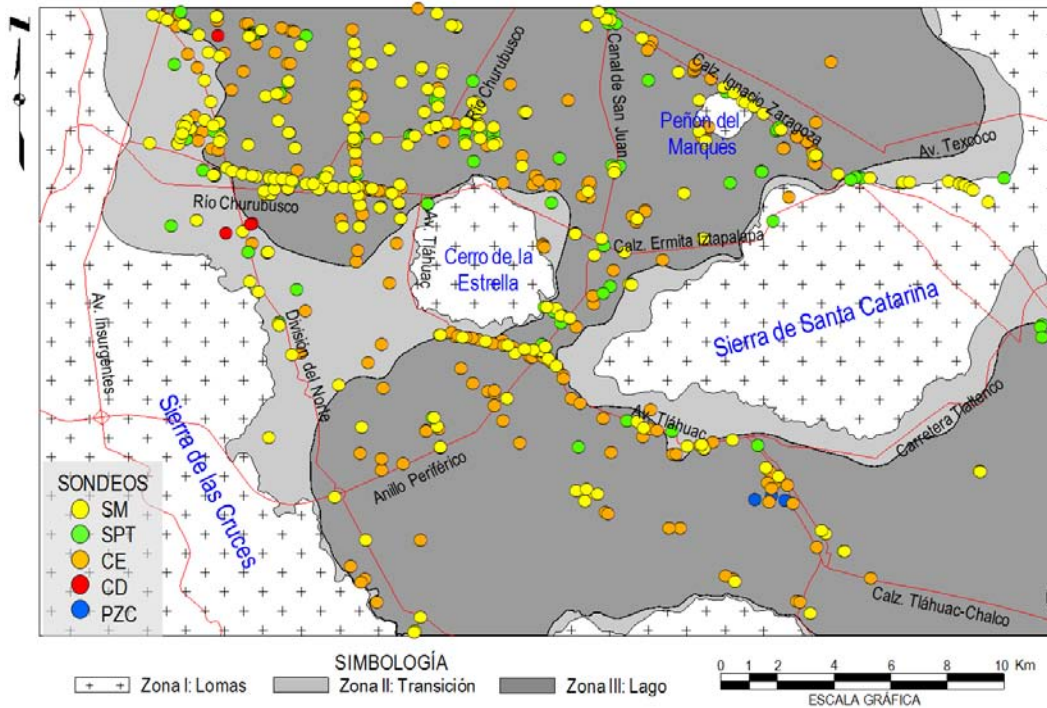 Z
Río Churubusco
Canal de San Juan
Calz. Ignacio Zaragoza
Peñón del
Marqués
Av. Texcoco
Río Churubusco
Av. Tláhuac
Cerro de la
Estrella
Calz. Ermita Iztapalapa
Sierra de Santa Catarina
Av. Insurgentes
División del Norte
Sierra de las Cruces
Anillo Periférico
Av. Tláhuac
Carretera Tlaltenco
Calz. Tláhuac-Chalco
SONDEOS
SM
SPT
CE
CD
PZC
SIMBOLOGÍA
Zona I: Lomas
Zona II: Transición
Zona III: Lago
0 1 2 4 6 8 10 Km
ESCALA GRÁFICA